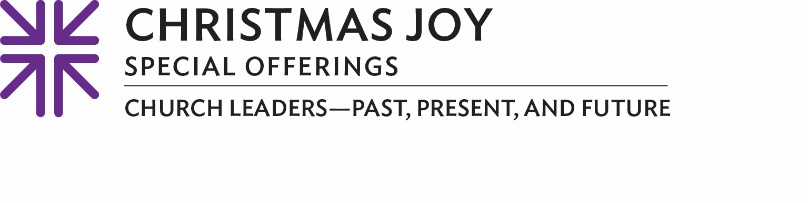 CHRISTMAS JOY
SPECIAL OFFERINGS
CHURCH LEADERS—PAST, PRESENT, AND FUTURE